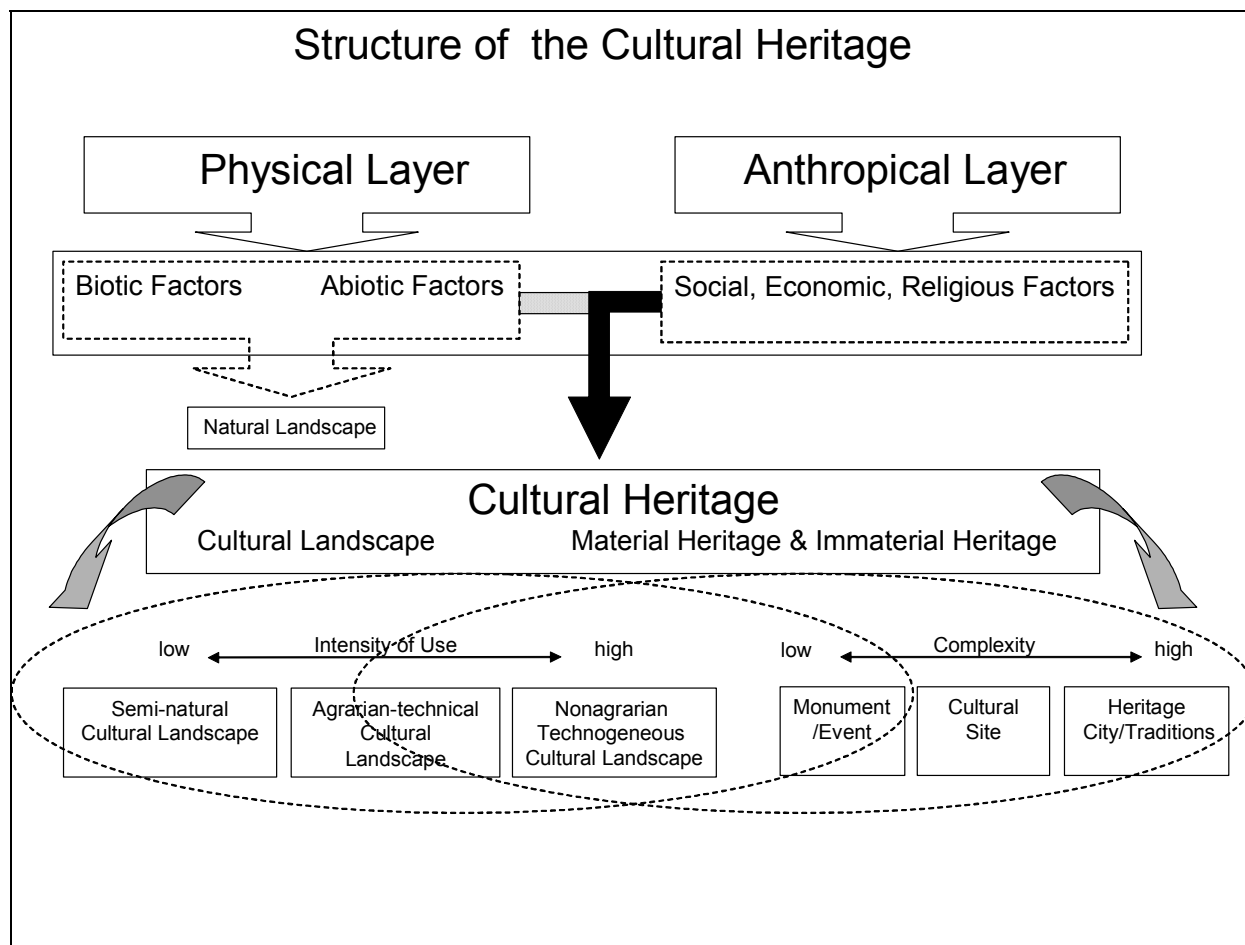 Structure of the Cultural Heritage
Physical Layer
Anthropical Layer
Biotic Factors
Abiotic Factors
Social, Economic, Religious Factors
Natural Landscape
Cultural Heritage
Cultural Landscape
Material Heritage & Immaterial Heritage
low
Intensity of Use
high
low
Complexity
high
Semi-natural
Cultural Landscape
Agrarian-technical
Cultural
Landscape
Nonagrarian
Technogeneous
Cultural Landscape
Monument
/Event
Cultural
Site
Heritage
City/Traditions